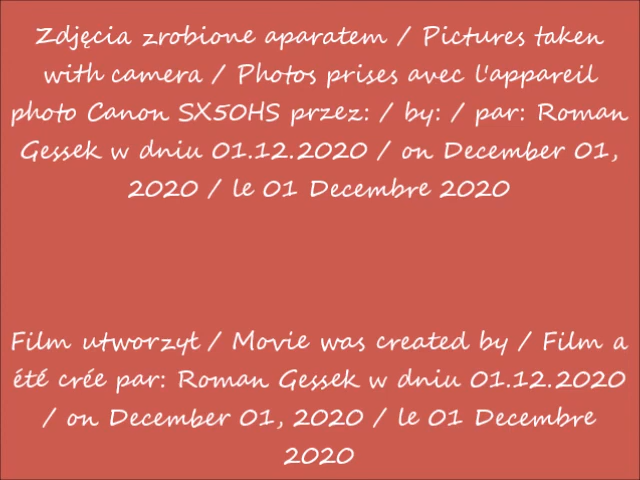 Zdjęcia zrobione aparatem / Pictures taken
with camera / Photos prises avec l'appareil
photo Canon SX50HS przez: / by: / par: Roman
Gessek w dniu 01.12.2020 / on December 01,
2020 / le 01 Decembre 2020
Film utworzył / Movie was created by / Film a
été crée par: Roman Gessek w dniu 01.12.2020
/ on December 01, 2020 / le 01 Decembre
2020